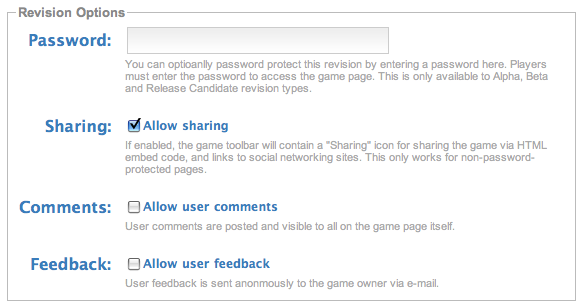 Revision Options
Password:
You can optioanlly password protect this revision by entering a password here. Players
must enter the password to access the game page. This is only available to Alpha, Beta
and Release Candidate revision types.
Sharing:
Allow sharing
If enabled, the game toolbar will contain a "Sharing" icon for sharing the game via HTML
embed code, and links to social networking sites. This only works for non-password-
protected pages.
Comments:
Allow user comments
User comments are posted and visible to all on the game page itself.
Feedback:
Allow user feedback
User feedback is sent anonmously to the game owner via e-mail.